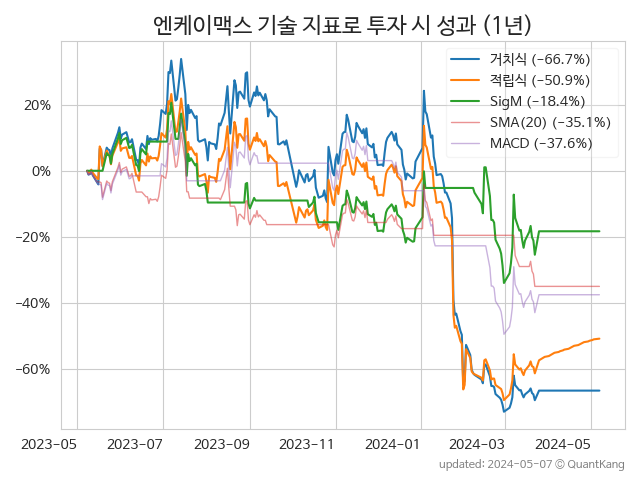 엔케이맥스 기술 지표로 투자 시 성과 (1년)
거치식 (−66.7%)
적립식 (−50.9%)
SigM (−18.4%)
SMA(20) (−35.1%)
MACD (−37.6%)
20%
0%
−20%
−40%
−60%
2023-05 2023-07 2023-09 2023-11 2024-01 2024-03 2024-05
updated: 2024-05-07 © QuantKang